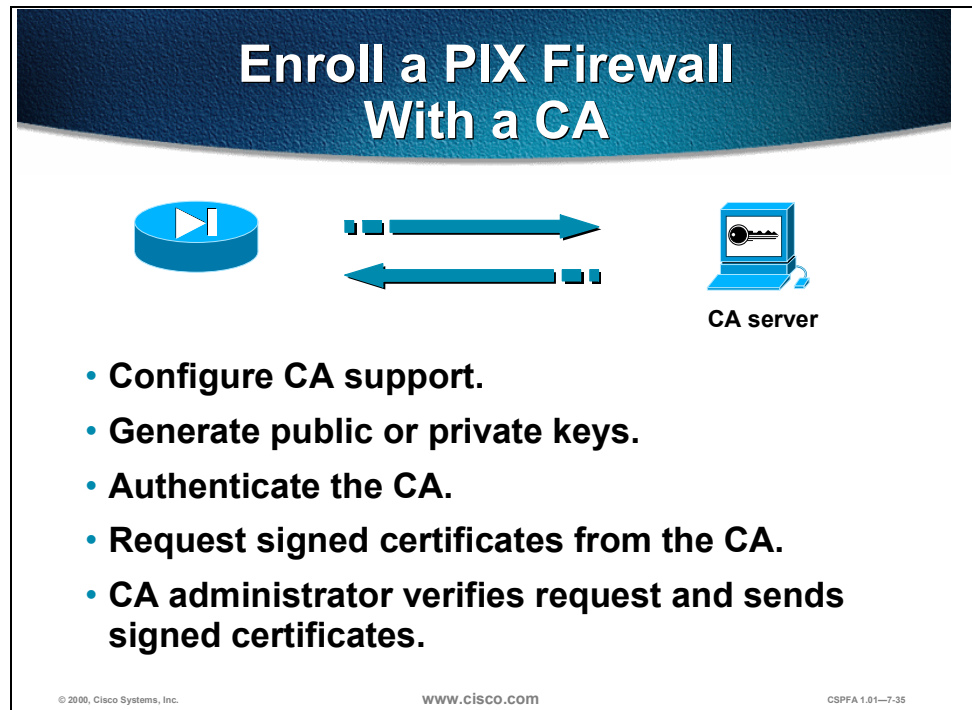 Enroll a PIX Firewall
With a CA
CA server
• Configure CA support.
• Generate public or private keys.
• Authenticate the CA.
• Request signed certificates from the CA.
• CA administrator verifies request and sends
signed certificates.
© 2000, Cisco Systems, Inc.
www.cisco.com
CSPFA 1.01—7-35